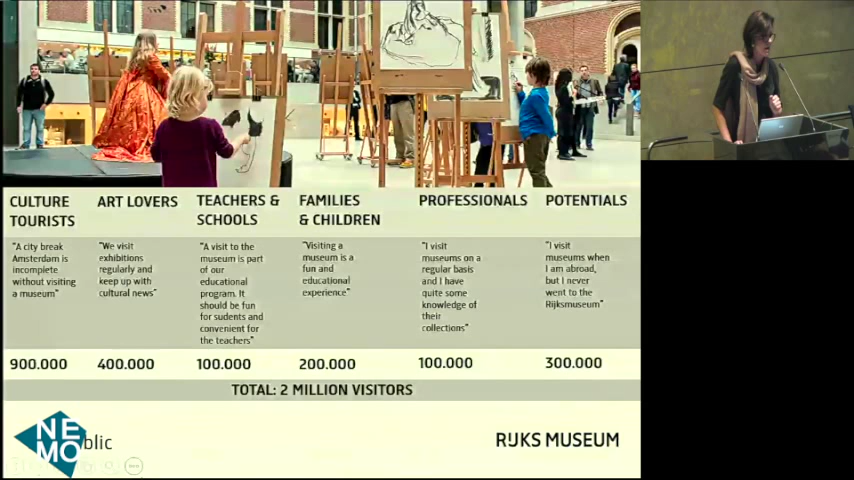 CULTURE
TOURISTS
ART LOVERS
TEACHERS &
SCHOOLS
FAMILIES
& CHILDREN
PROFESSIONALS
POTENTIALS
"A city break
Amsterdam is
incomplete
without visiting
a museum"
"We visit
exhibitions
regularly and
keep up with
cultural news"
"A visit to the
museum is part
of our
educational
program. It
should be fun
for sudents and
convenient for
the teachers"
"Visiting a
museum is a
fun and
educational
experience"
"I visit
museums on a
regular basis
and I have
quite some
knowledge of
their
collections"
"I visit
museums when
I am abroad,
but I never
went to the
Rijksmuseum"
900.000
400.000
100.000
200.000
100.000
300.000
TOTAL: 2 MILLION VISITORS
NE
MO
blic
RIJKS MUSEUM